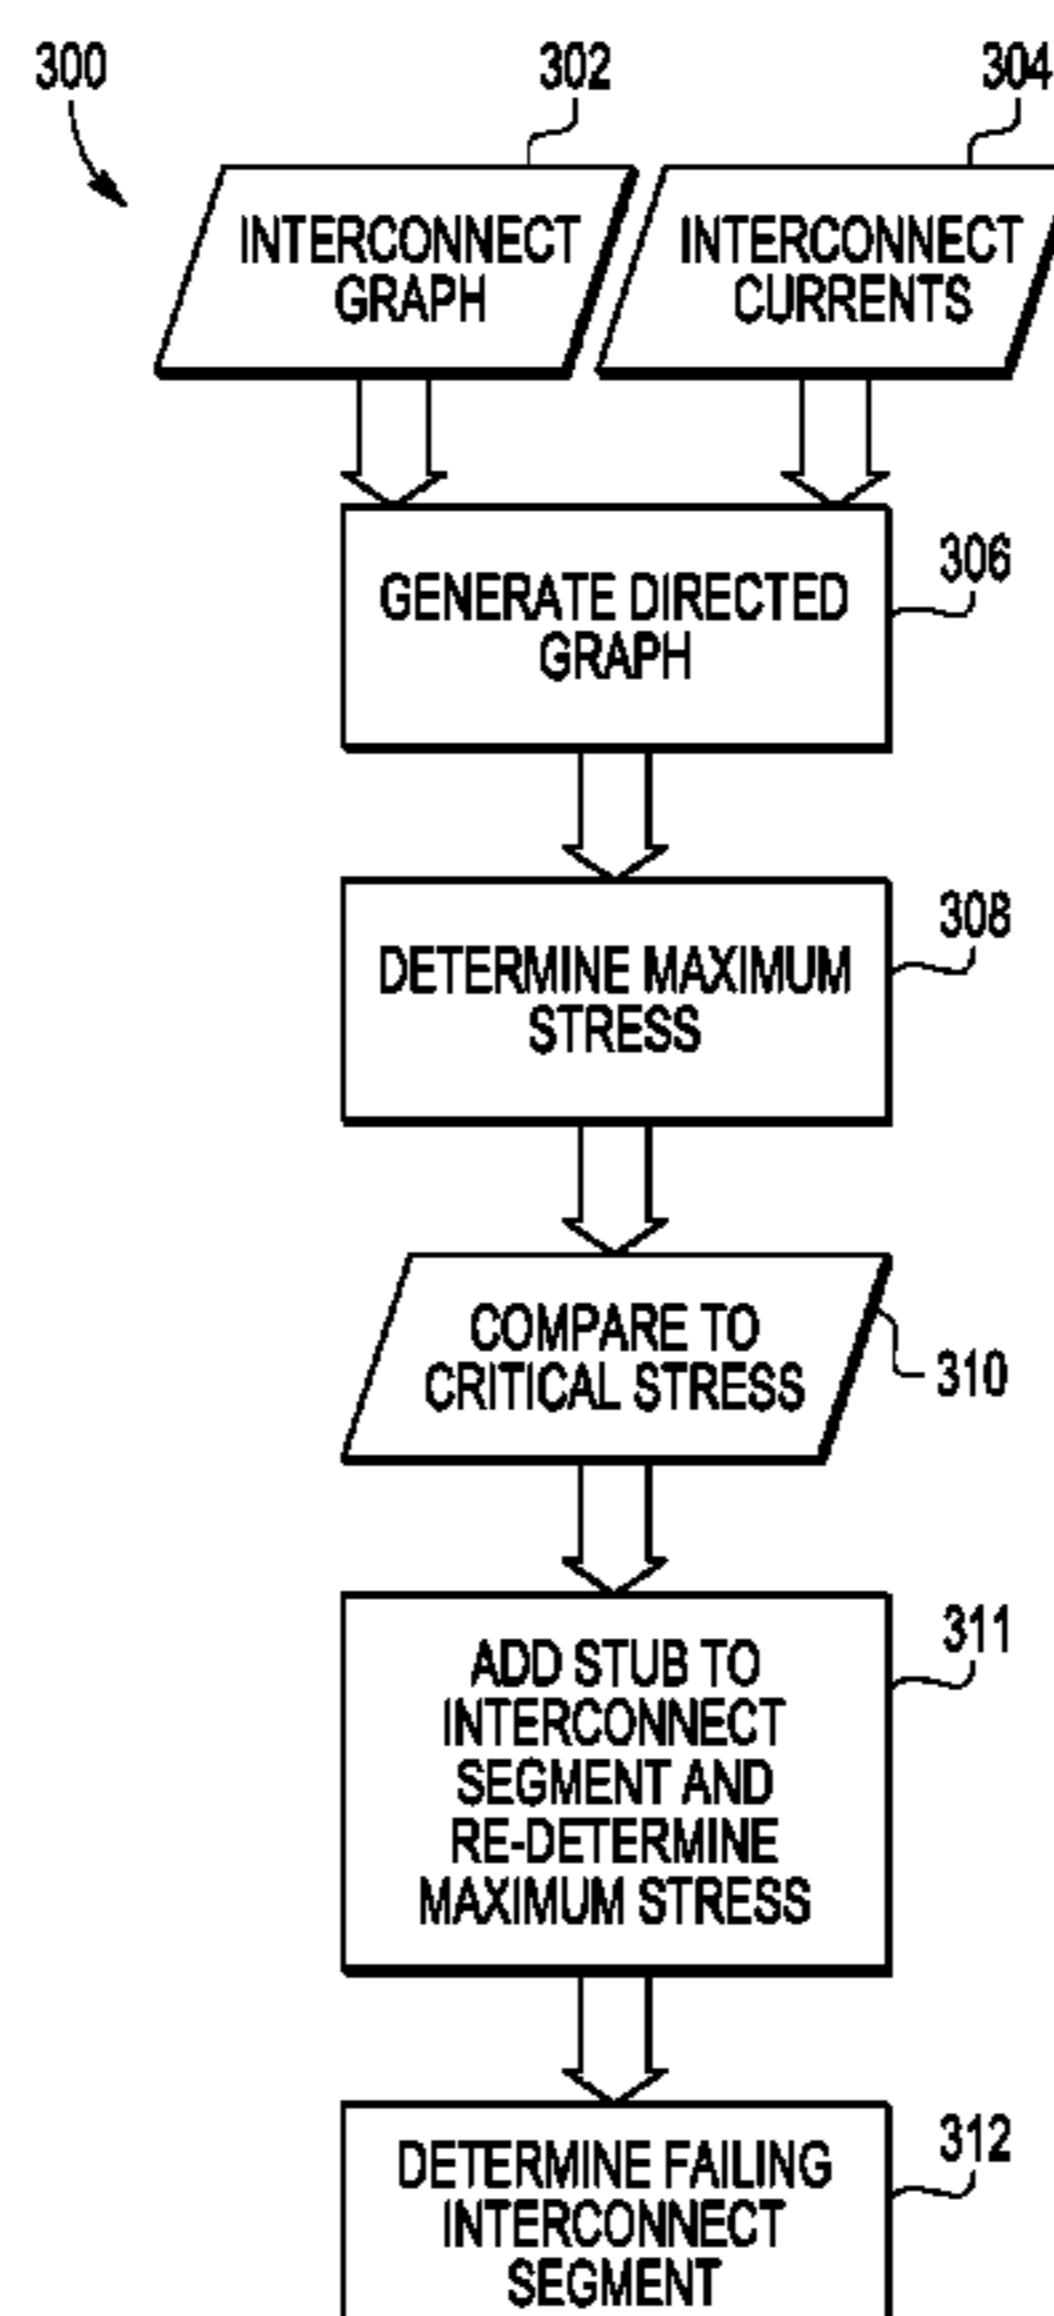 300
302
304
INTERCONNECT
GRAPH
INTERCONNECT
CURRENTS
306
GENERATE DIRECTED
GRAPH
308
DETERMINE MAXIMUM
STRESS
COMPARE TO
CRITICAL STRESS
310
311
ADD STUB TO
INTERCONNECT
SEGMENT AND
RE-DETERMINE
MAXIMUM STRESS
312
DETERMINE FAILING
INTERCONNECT
SEGMENT